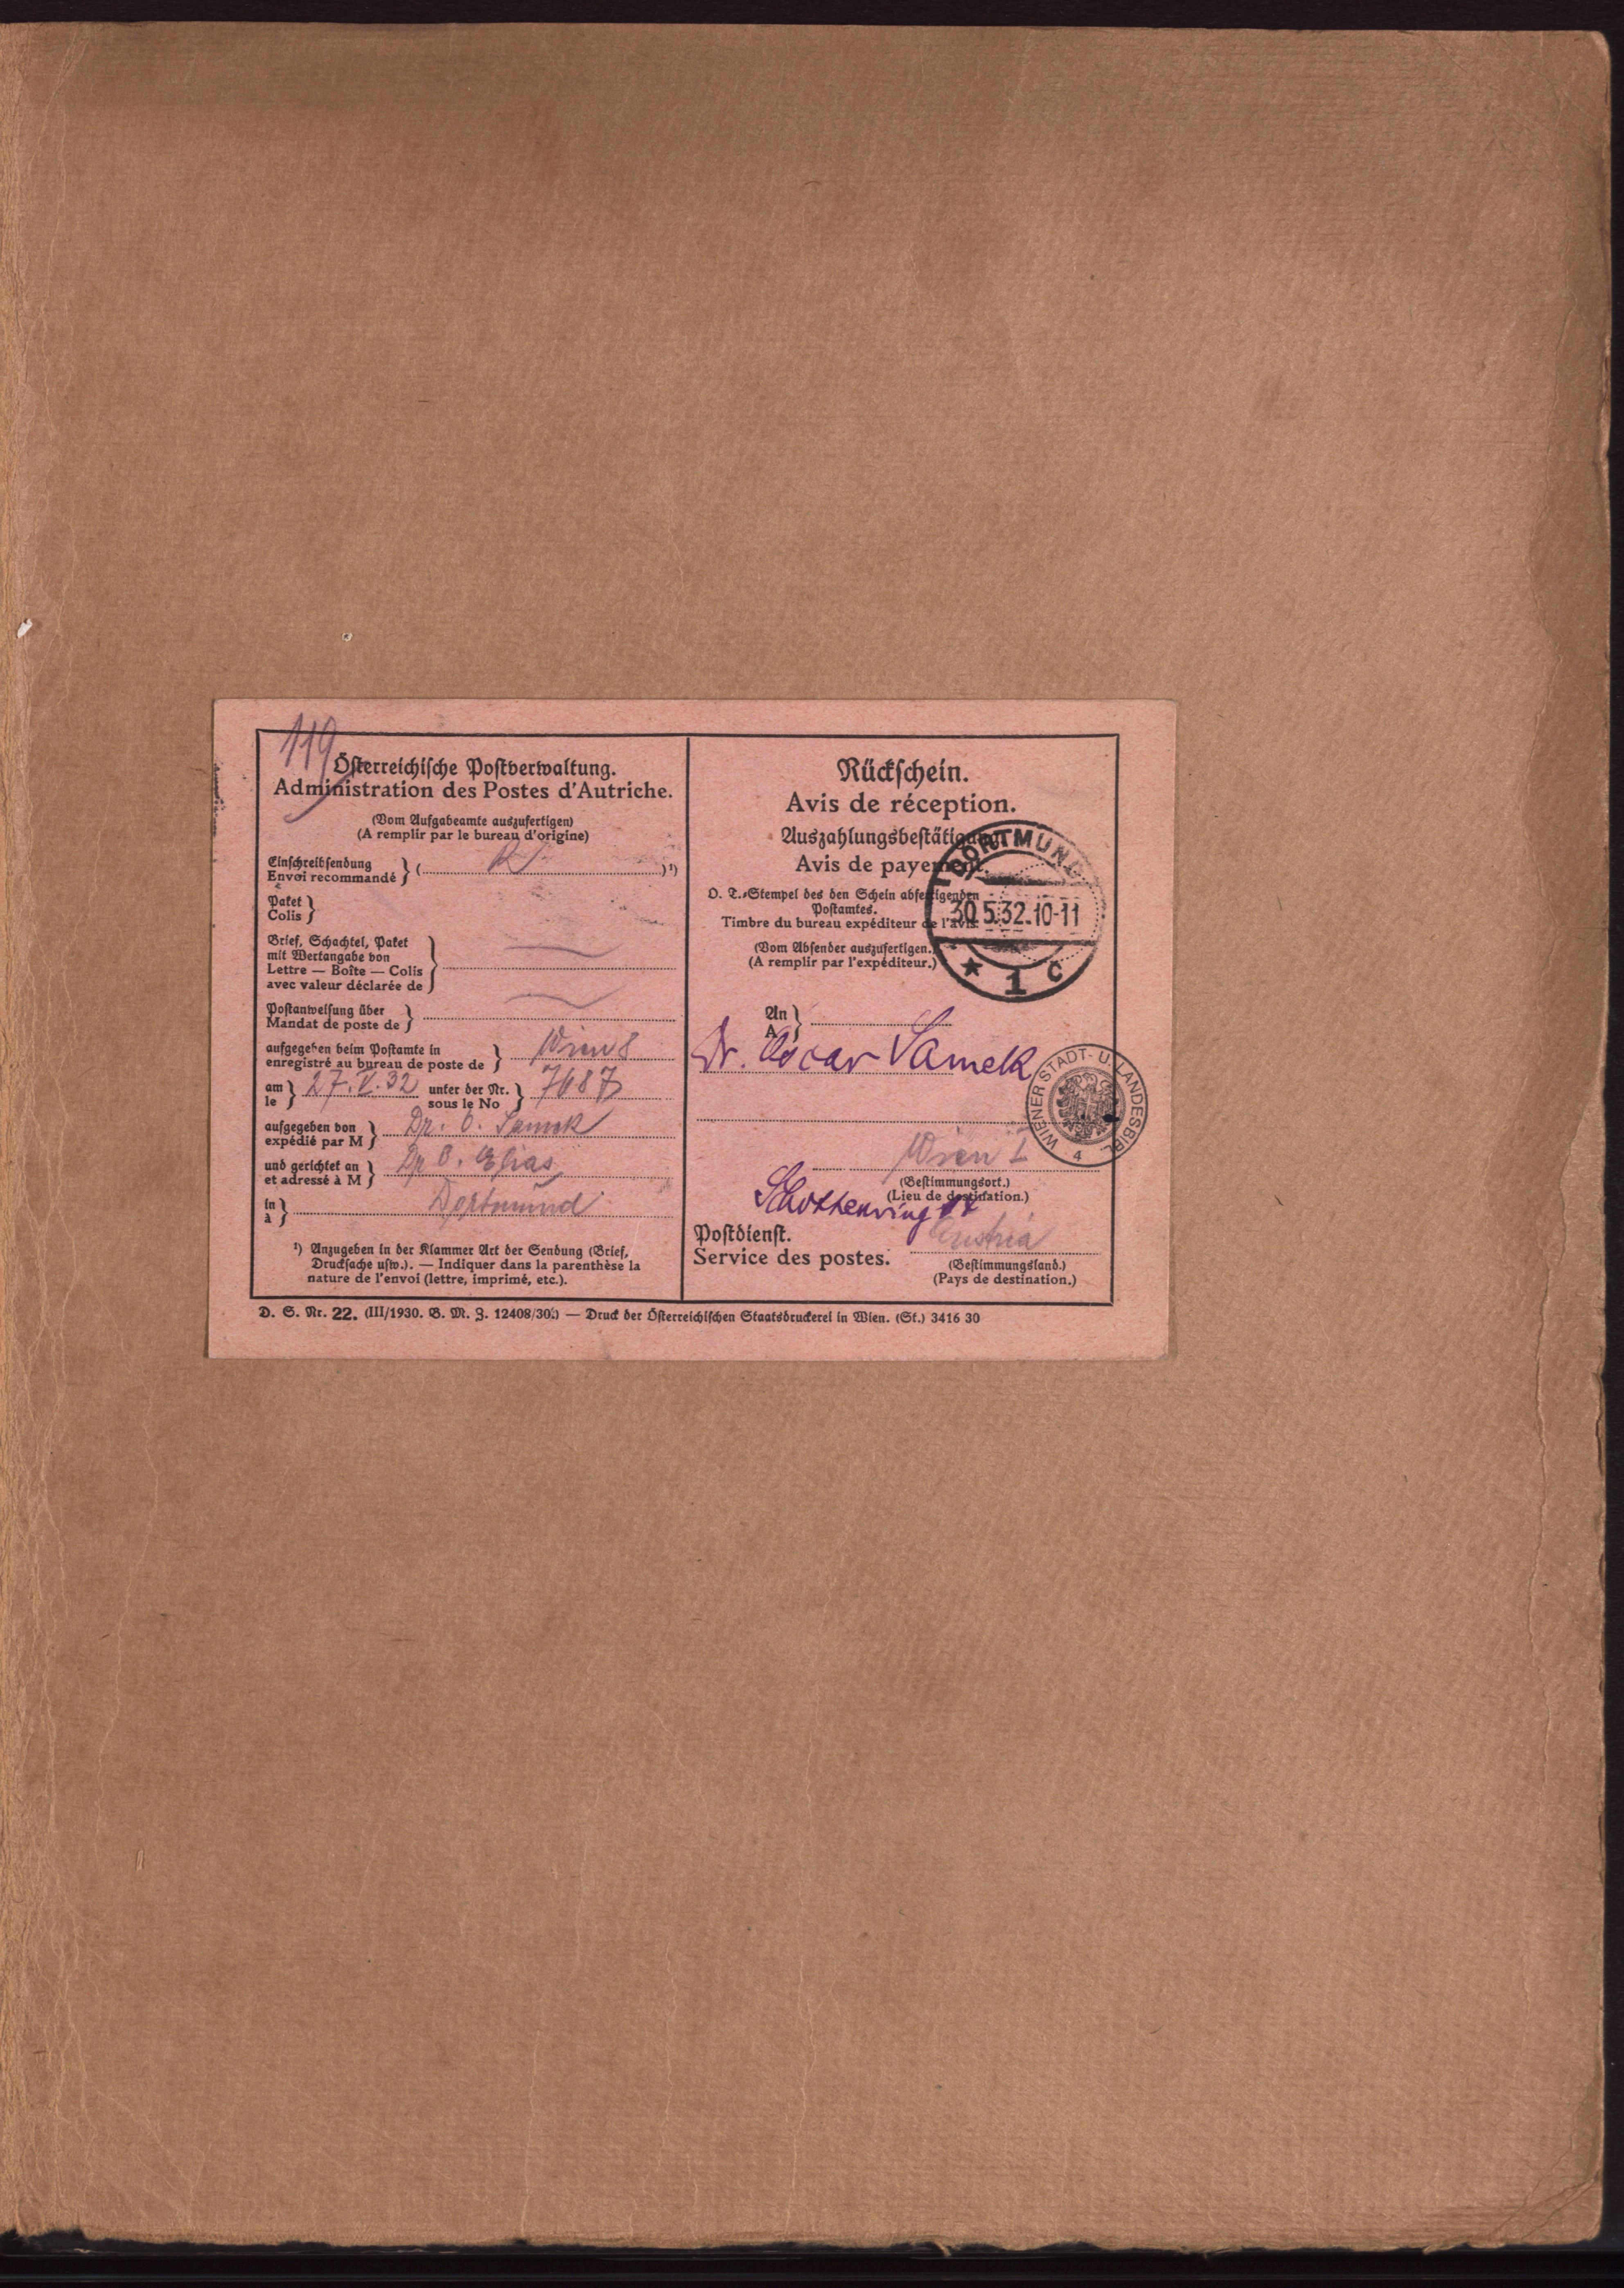 119
Österreichische Postverwaltung.
Administration des Postes d'Autriche.
(Vom Aufgabeamte auszufertigen)
(A remplir par le bureau d'origine)
Einschreibsendung
Envoi recommandé } ( R )¹)
Paket
Colis }
Brief, Schachtel, Paket
mit Wertangabe von
Lettre — Boîte — Colis
avec valeur déclarée de }
Postanweisung über
Mandat de poste de }
aufgegeben beim Postamte in
enregistré au bureau de poste de } Wien 8
am
le } 27. V. 32 unter der Nr.
sous le No } 7687
aufgegeben von
expédié par M } Dr. O. Samek
und gerichtet an
et adressé à M } Dr O. Elias
in
à } Dortmund
¹) Anzugeben in der Klammer Art der Sendung (Brief,
Drucksache usw.). — Indiquer dans la parenthèse la
nature de l'envoi (lettre, imprimé, etc.).
Rückschein.
Avis de réception.
Auszahlungsbestätigung.
Avis de payement.
O. T.-Stempel des den Schein abfertigenden
Postamtes.
Timbre du bureau expéditeur de l'avis.
(Vom Absender auszufertigen.)
(A remplir par l'expéditeur.)
DORTMUND
30.5.32.10-11
* 1 c
An
A }
Dr. Oscar Samek
WIENER STADT- U. LANDESBIBL.
4
Wien I
(Bestimmungsort.)
(Lieu de destination.)
Schottenring
Postdienst.
Service des postes. Austria
(Bestimmungsland.)
(Pays de destination.)
D. S. Nr. 22. (III/1930. G. M. Z. 12408/30.) — Druck der Österreichischen Staatsdruckerei in Wien. (St.) 3416 30